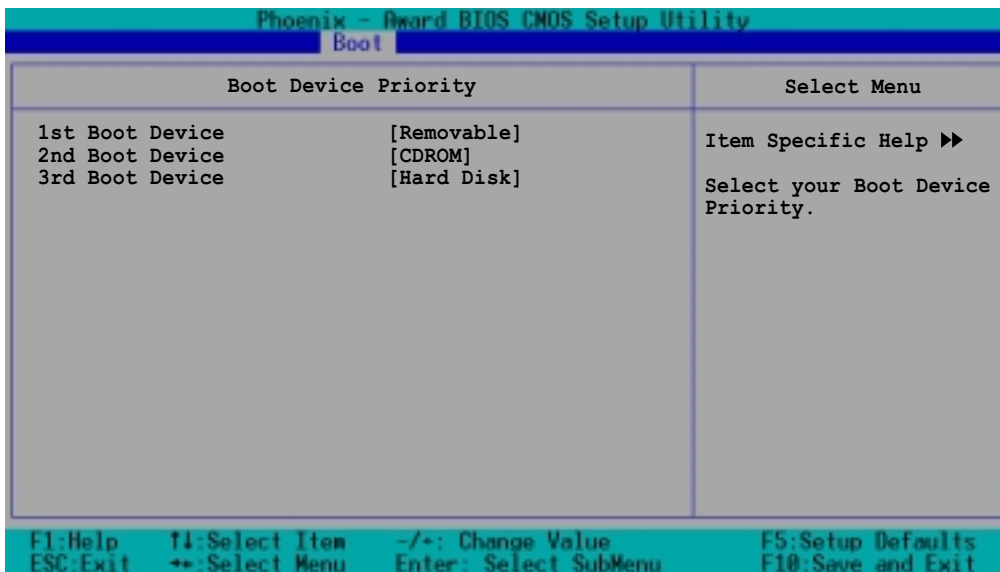 Phoenix - Award BIOS CMOS Setup Utility
Boot
Boot Device Priority
Select Menu
1st Boot Device [Removable]
2nd Boot Device [CDROM]
3rd Boot Device [Hard Disk]
Item Specific Help ▶▶
Select your Boot Device
Priority.
F1:Help ↑↓:Select Item -/+: Change Value F5:Setup Defaults
ESC:Exit ←→:Select Menu Enter: Select SubMenu F10:Save and Exit